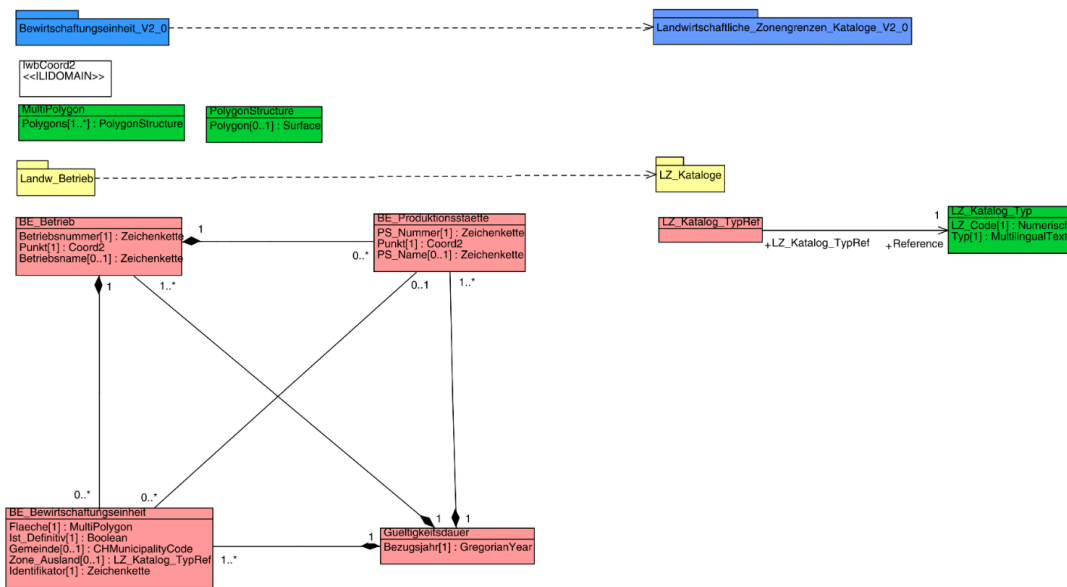 Bewirtschaftungseinheit_V2_0
Landwirtschaftliche_Zonengrenzen_Kataloge_V2_0
lwbCoord2
<<ILIDOMAIN>>
MultiPolygon
Polygons[1..*] : PolygonStructure
PolygonStructure
Polygon[0..1] : Surface
Landw_Betrieb
LZ_Kataloge
BE_Betrieb
Betriebsnummer[1] : Zeichenkette
Punkt[1] : Coord2
Betriebsname[0..1] : Zeichenkette
1
0..*
BE_Produktionsstaette
PS_Nummer[1] : Zeichenkette
Punkt[1] : Coord2
PS_Name[0..1] : Zeichenkette
LZ_Katalog_TypRef
+LZ_Katalog_TypRef
1
+Reference
LZ_Katalog_Typ
LZ_Code[1] : Numerisch
Typ[1] : MultilingualText
1
1..*
0..1
1..*
0..*
0..*
1
1
BE_Bewirtschaftungseinheit
Flaeche[1] : MultiPolygon
Ist_Definitiv[1] : Boolean
Gemeinde[0..1] : CHMunicipalityCode
Zone_Ausland[0..1] : LZ_Katalog_TypRef
Identifikator[1] : Zeichenkette
1..*
1
Gueltigkeitsdauer
Bezugsjahr[1] : GregorianYear